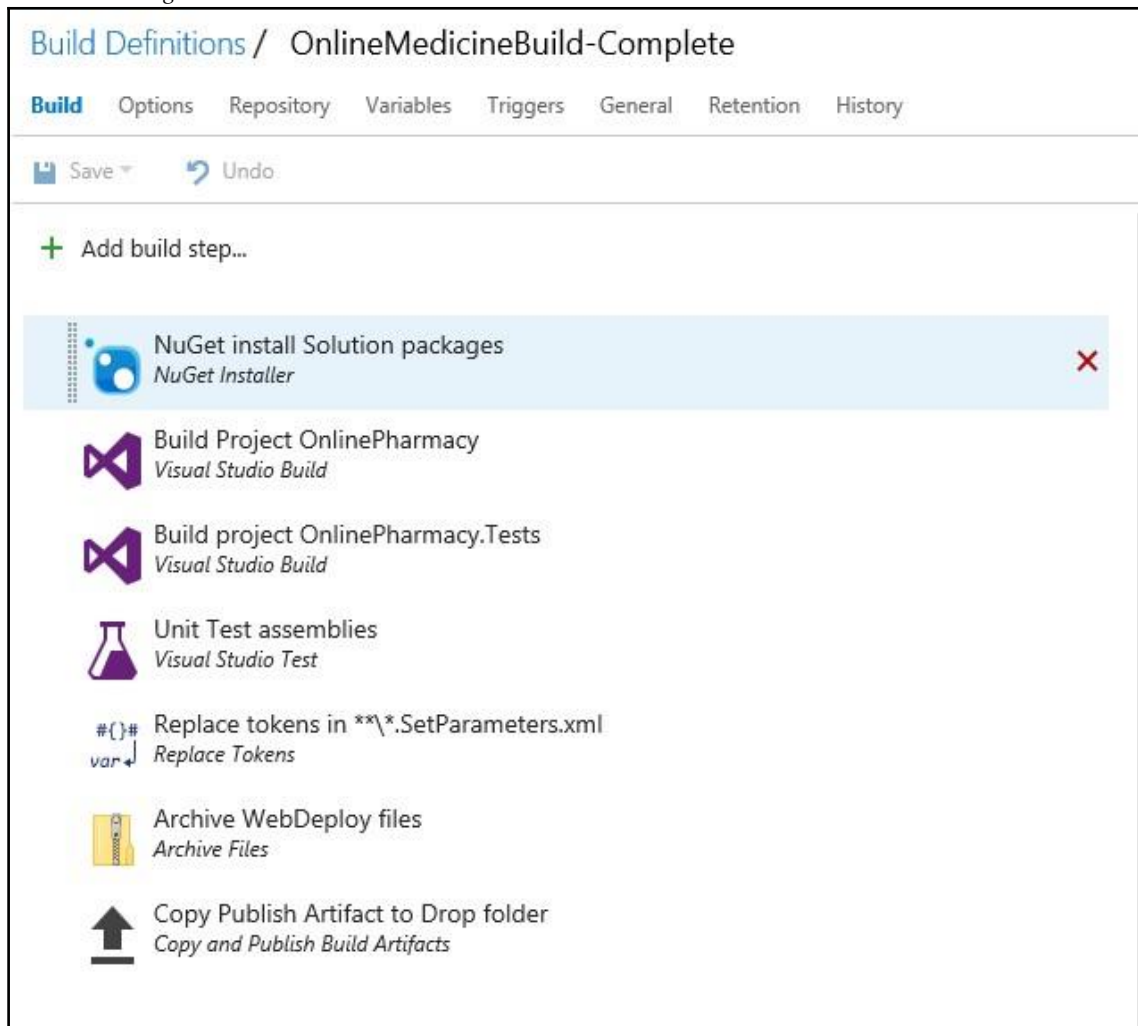 Build Definitions / OnlineMedicineBuild-Complete
Build Options Repository Variables Triggers General Retention History
Save Undo
+ Add build step...
NuGet install Solution packages
NuGet Installer
Build Project OnlinePharmacy
Visual Studio Build
Build project OnlinePharmacy.Tests
Visual Studio Build
Unit Test assemblies
Visual Studio Test
#{}# Replace tokens in **\*.SetParameters.xml
var Replace Tokens
Archive WebDeploy files
Archive Files
Copy Publish Artifact to Drop folder
Copy and Publish Build Artifacts